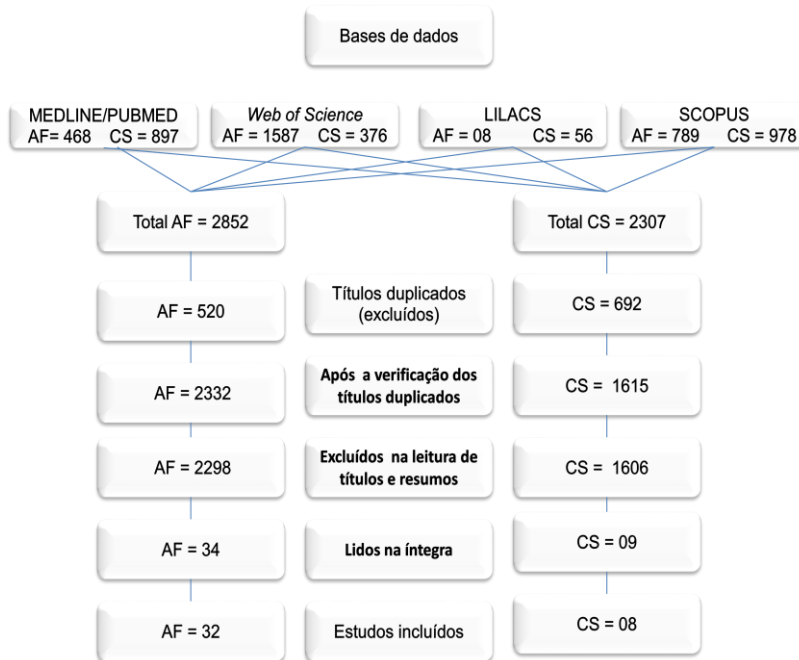 Bases de dados
MEDLINE/PUBMED
AF= 468 CS = 897
Web of Science
AF = 1587 CS = 376
LILACS
AF = 08 CS = 56
SCOPUS
AF = 789 CS = 978
Total AF = 2852
Total CS = 2307
AF = 520
Títulos duplicados
(excluídos)
CS = 692
AF = 2332
Após a verificação dos
títulos duplicados
CS = 1615
AF = 2298
Excluídos na leitura de
títulos e resumos
CS = 1606
AF = 34
Lidos na íntegra
CS = 09
AF = 32
Estudos incluídos
CS = 08